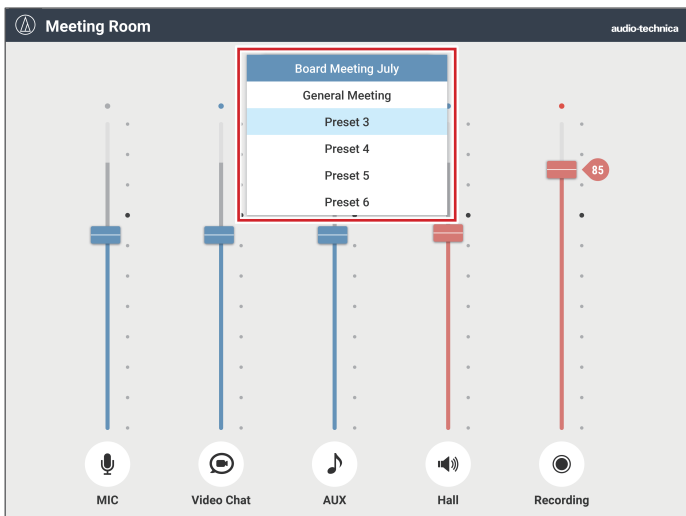 Meeting Room
audio-technica
Board Meeting July
General Meeting
Preset 3
Preset 4
Preset 5
Preset 6
85
MIC
Video Chat
AUX
Hall
Recording